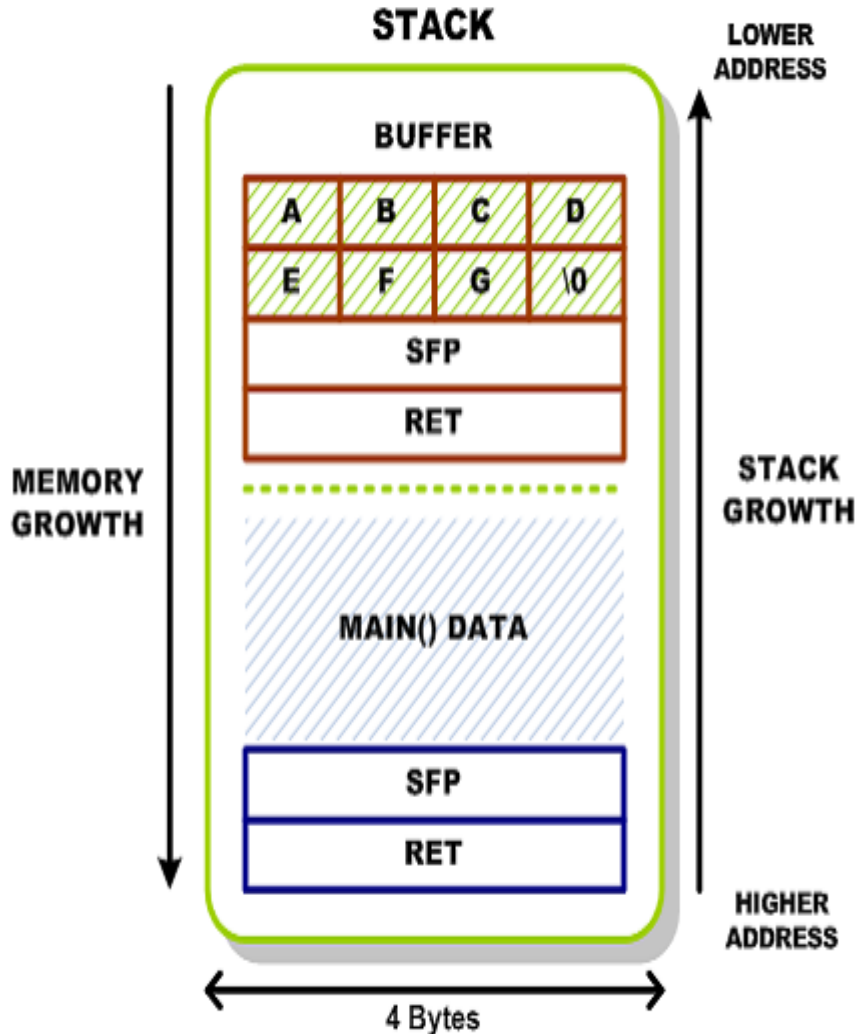 STACK
LOWER
ADDRESS
BUFFER
A B C D
E F G \0
SFP
RET
MEMORY
GROWTH
STACK
GROWTH
MAIN() DATA
SFP
RET
HIGHER
ADDRESS
4 Bytes